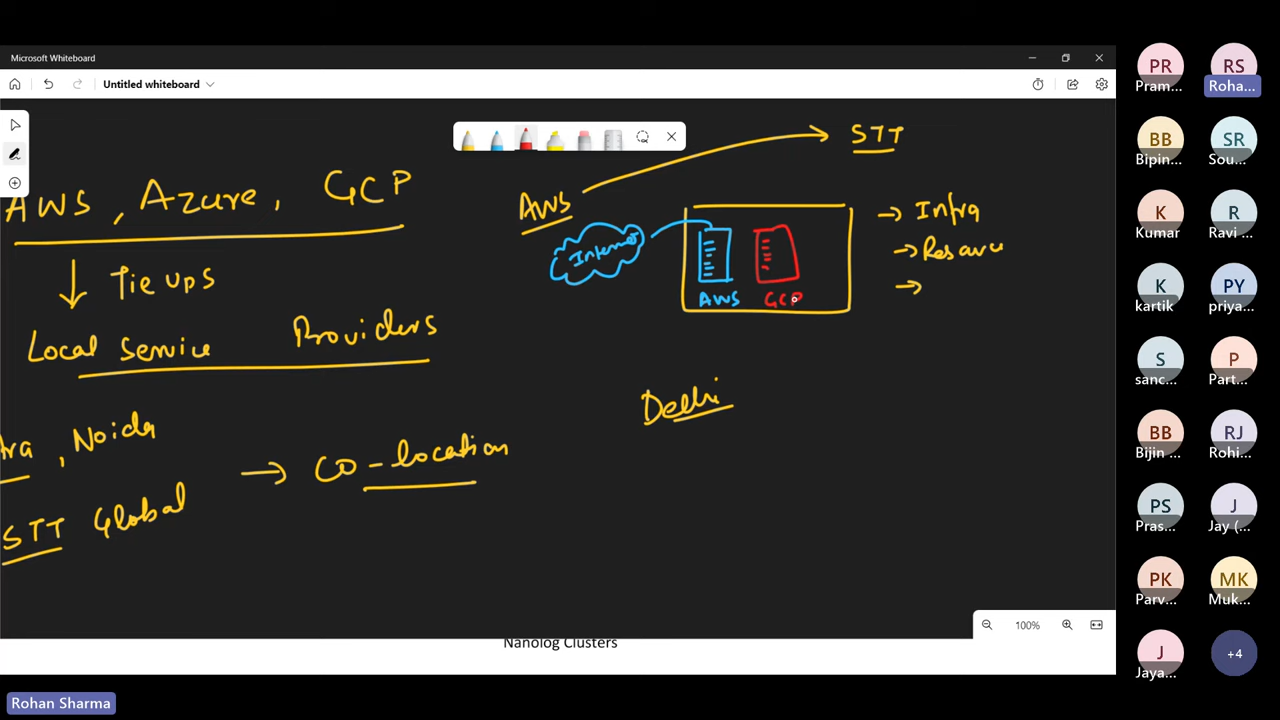 Microsoft Whiteboard
Untitled whiteboard
AWS, Azure, GCP
Tie ups
Local Service Providers
tra, Noida
STT Global
Co-location
AWS
STT
Internet
AWS
GCP
Infra
Delhi
100%
Nanolog Clusters
Rohan Sharma
PR
Pram...
RS
Roha...
BB
Bipin...
SR
Sou...
K
Kumar
R
Ravi ...
K
kartik
PY
priya...
S
sanc...
P
Part...
BB
Bijin ...
RJ
Rohi...
PS
Pras...
J
Jay (...
PK
Parv...
MK
Muk...
J
Jaya...
+4